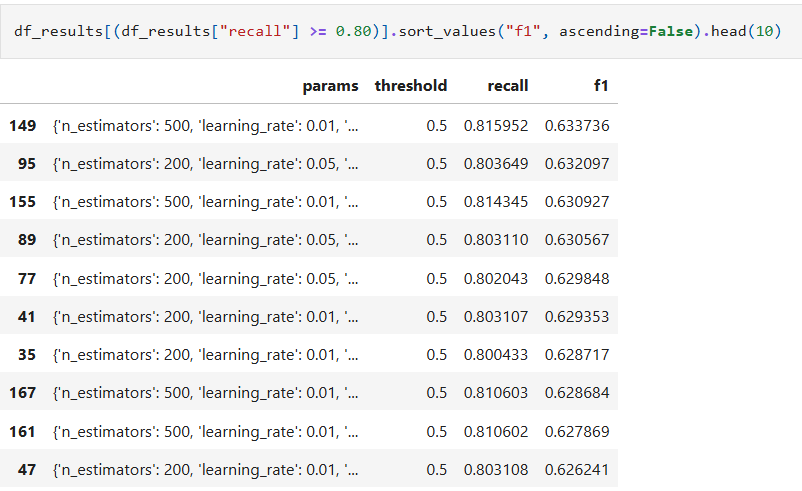 df_results[(df_results["recall"] >= 0.80)].sort_values("f1", ascending=False).head(10)
params threshold recall f1
149 {'n_estimators': 500, 'learning_rate': 0.01, '... 0.5 0.815952 0.633736
95 {'n_estimators': 200, 'learning_rate': 0.05, '... 0.5 0.803649 0.632097
155 {'n_estimators': 500, 'learning_rate': 0.01, '... 0.5 0.814345 0.630927
89 {'n_estimators': 200, 'learning_rate': 0.05, '... 0.5 0.803110 0.630567
77 {'n_estimators': 200, 'learning_rate': 0.05, '... 0.5 0.802043 0.629848
41 {'n_estimators': 200, 'learning_rate': 0.01, '... 0.5 0.803107 0.629353
35 {'n_estimators': 200, 'learning_rate': 0.01, '... 0.5 0.800433 0.628717
167 {'n_estimators': 500, 'learning_rate': 0.01, '... 0.5 0.810603 0.628684
161 {'n_estimators': 500, 'learning_rate': 0.01, '... 0.5 0.810602 0.627869
47 {'n_estimators': 200, 'learning_rate': 0.01, '... 0.5 0.803108 0.626241